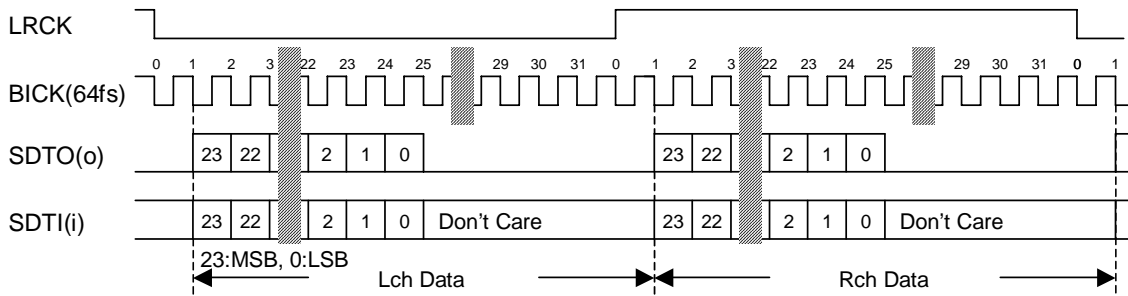 LRCK
0 1 2 3 22 23 24 25 29 30 31 0 1 2 3 22 23 24 25 29 30 31 0 1
BICK(64fs)
SDTO(o) 23 22 2 1 0 23 22 2 1 0
SDTI(i) 23 22 2 1 0 Don't Care 23 22 2 1 0 Don't Care
23:MSB, 0:LSB
Lch Data Rch Data